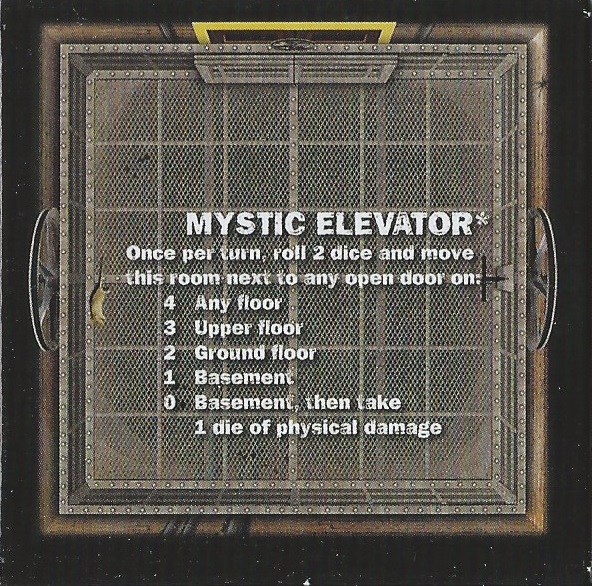 MYSTIC ELEVATOR*
Once per turn, roll 2 dice and move
this room next to any open door on:
4 Any floor
3 Upper floor
2 Ground floor
1 Basement
0 Basement, then take
1 die of physical damage